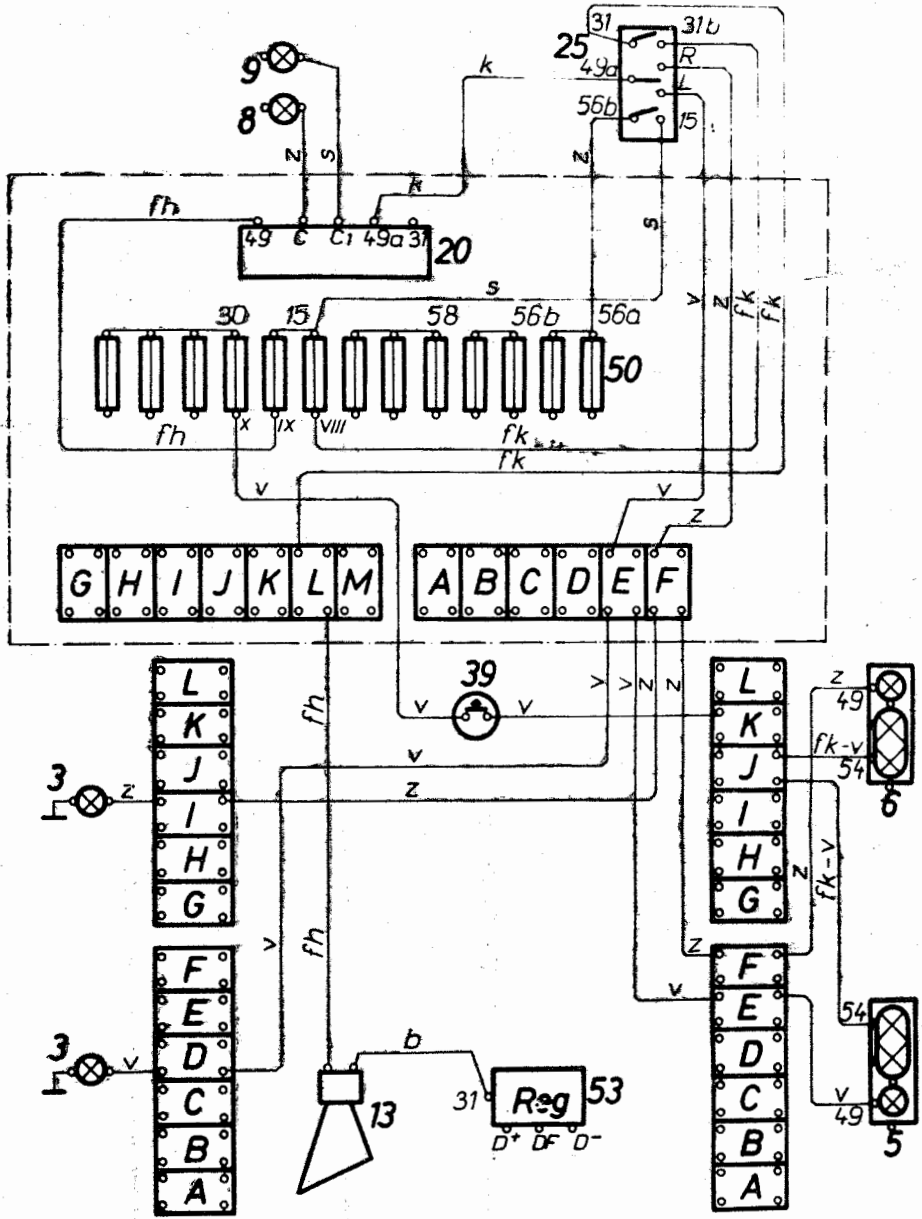 31
31b
25
R
9
k
49a
L
8
56b
15
z
s
z
k
fh
49
C
C1
49a
31
20
s
s
v
z
fk
fk
30
15
58
56b
56a
50
X
IX
VIII
fh
fk
fk
v
v
z
G
H
I
J
K
L
M
A
B
C
D
E
F
39
v
v
z
z
v
v
fh
L
K
J
I
H
G
3
z
v
z
L
K
J
I
H
G
z
49
fk-v
54
6
z
fk-v
v
fh
z
v
F
E
D
C
B
A
3
v
F
E
D
C
B
A
54
v
49
5
b
13
31
Reg
53
D+
DF
D-